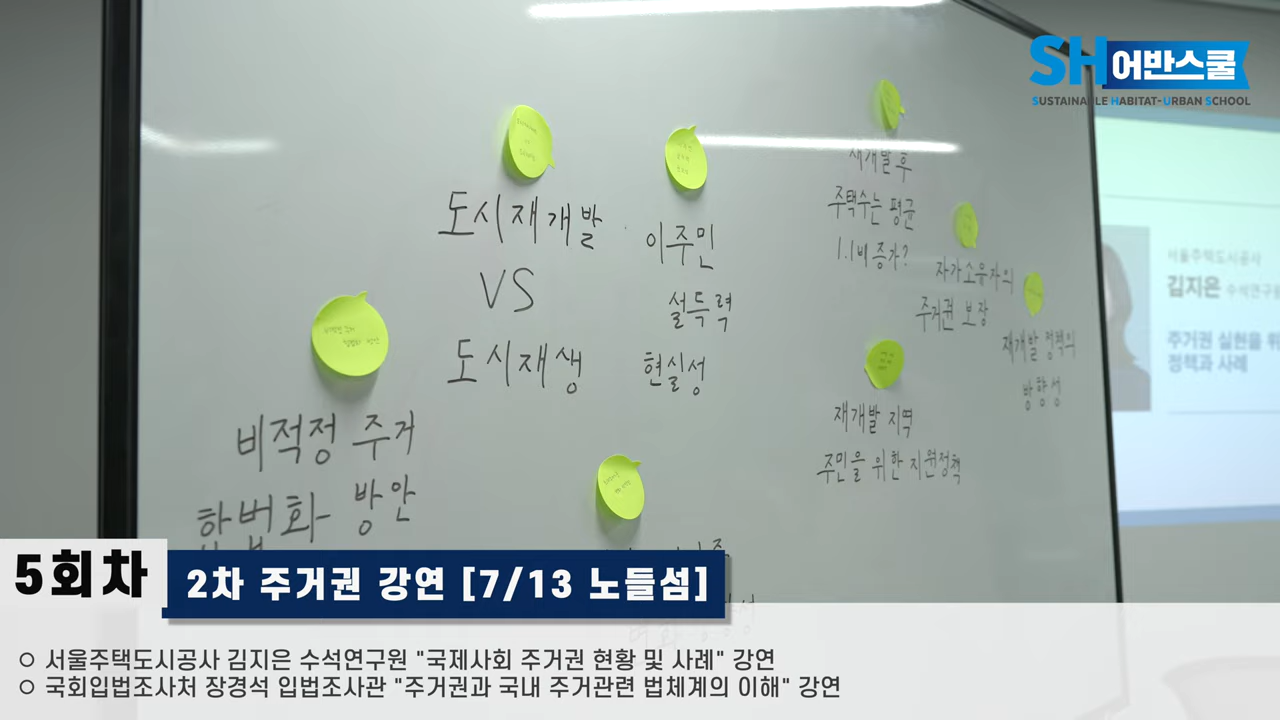 SH 어반스쿨
SUSTAINABLE HABITAT-URBAN SCHOOL
도시재개발
VS
도시재생
이주민
설득력
현실성
재개발 후
주택수는 평균
1.1배 증가?
자가소유자의
주거권 보장
재개발 정책의
방향성
재개발 지역
주민을 위한 지원정책
비적정 주거
합법화 방안
서울주택도시공사
김지은 수석연구원
주거권 실현을 위
정책과 사례
5회차
2차 주거권 강연 [7/13 노들섬]
○ 서울주택도시공사 김지은 수석연구원 "국제사회 주거권 현황 및 사례" 강연
○ 국회입법조사처 장경석 입법조사관 "주거권과 국내 주거관련 법체계의 이해" 강연